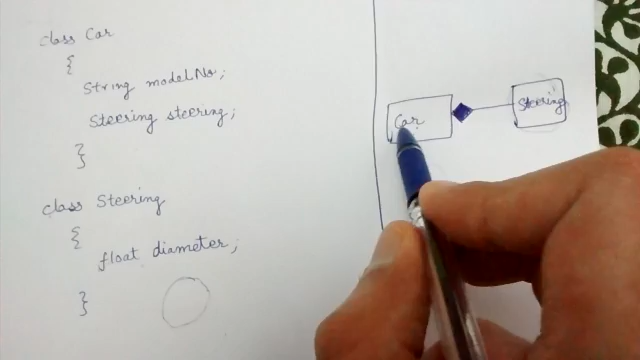 class Car
{
String modelNo;
Steering steering;
}
class Steering
{
float diameter;
}
Car
Steering